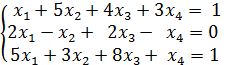 x₁ + 5x₂ + 4x₃ + 3x₄ = 1
2x₁ − x₂ + 2x₃ − x₄ = 0
5x₁ + 3x₂ + 8x₃ + x₄ = 1